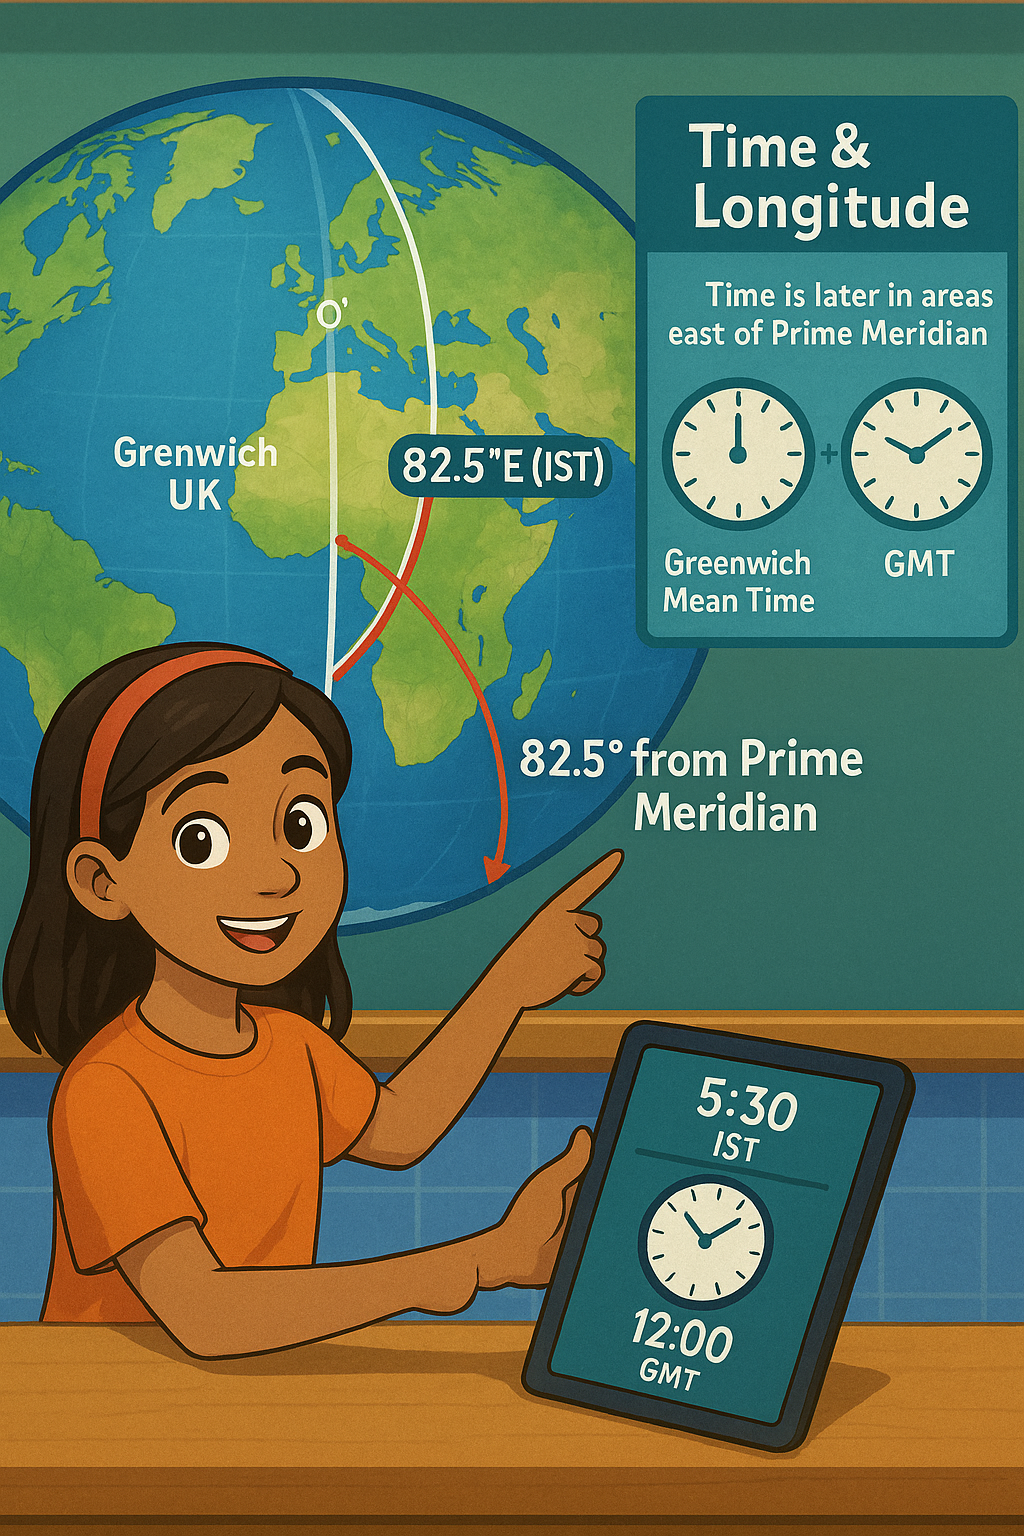 Time &
Longitude
Time is later in areas
east of Prime Meridian
Greenwich
Mean Time
+
GMT
O'
Grenwich
UK
82.5"E (IST)
82.5° from Prime
Meridian
5:30
IST
12:00
GMT